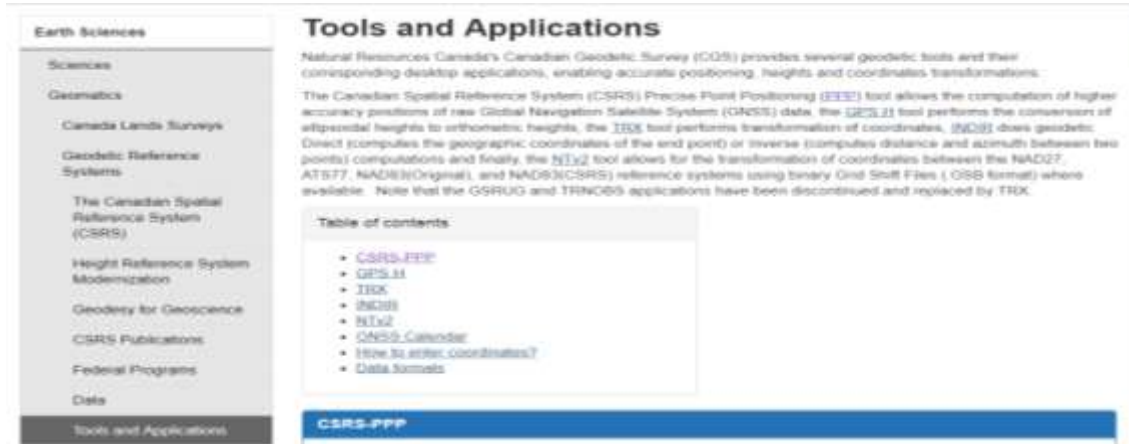 Earth Sciences
Sciences
Geomatics
Canada Lands Surveys
Geodetic Reference
Systems
The Canadian Spatial
Reference System
(CSRS)
Height Reference System
Modernization
Geodesy for Geoscience
CSRS Publications
Federal Programs
Data
Tools and Applications
Tools and Applications
Natural Resources Canada's Canadian Geodetic Survey (CGS) provides several geodetic tools and their
corresponding desktop applications, enabling accurate positioning, heights and coordinates transformations.
The Canadian Spatial Reference System (CSRS) Precise Point Positioning (PPP) tool allows the computation of higher
accuracy positions of raw Global Navigation Satellite System (GNSS) data, the GPS.H tool performs the conversion of
ellipsoidal heights to orthometric heights, the TRX tool performs transformation of coordinates, INDIR does geodetic
Direct (computes the geographic coordinates of the end point) or Inverse (computes distance and azimuth between two
points) computations and finally, the NTv2 tool allows for the transformation of coordinates between the NAD27,
ATS77, NAD83(Original), and NAD83(CSRS) reference systems using binary Grid Shift Files (.GSB format) where
available. Note that the GSRUG and TRNOBS applications have been discontinued and replaced by TRX.
Table of contents
• CSRS-PPP
• GPS.H
• TRX
• INDIR
• NTv2
• GNSS Calendar
• How to enter coordinates?
• Data formats
CSRS-PPP